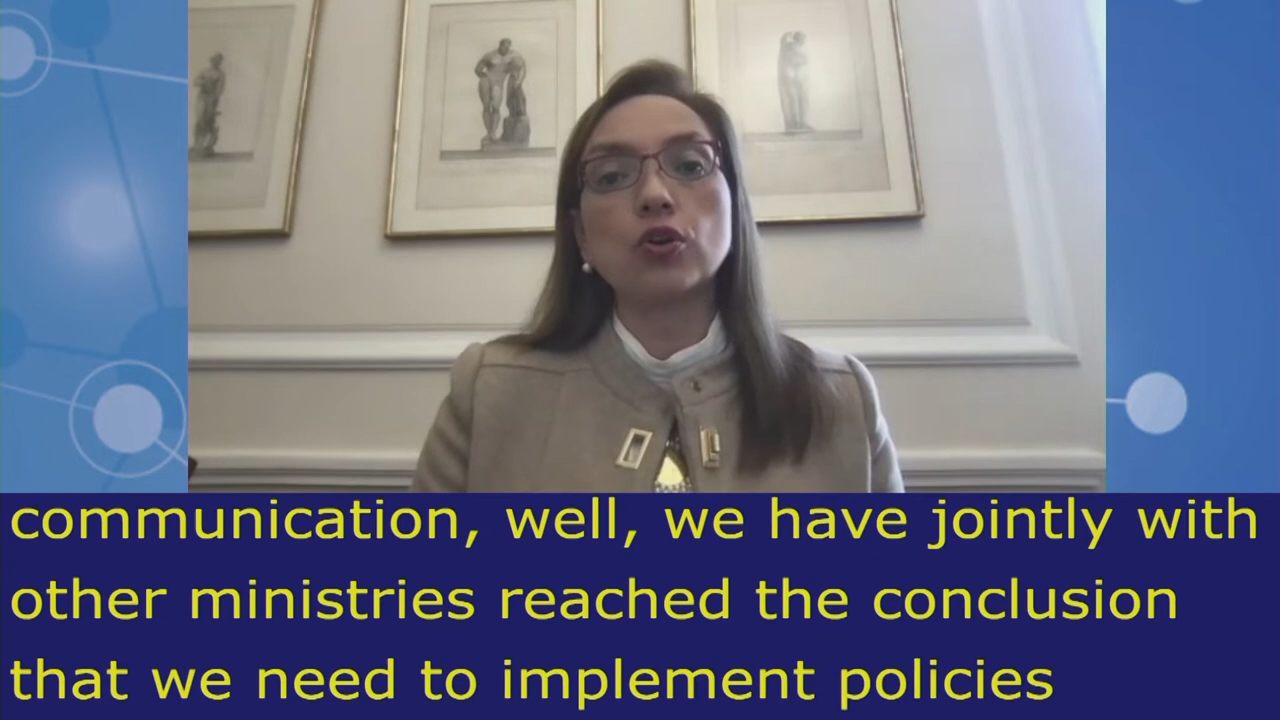 communication, well, we have jointly with
other ministries reached the conclusion
that we need to implement policies